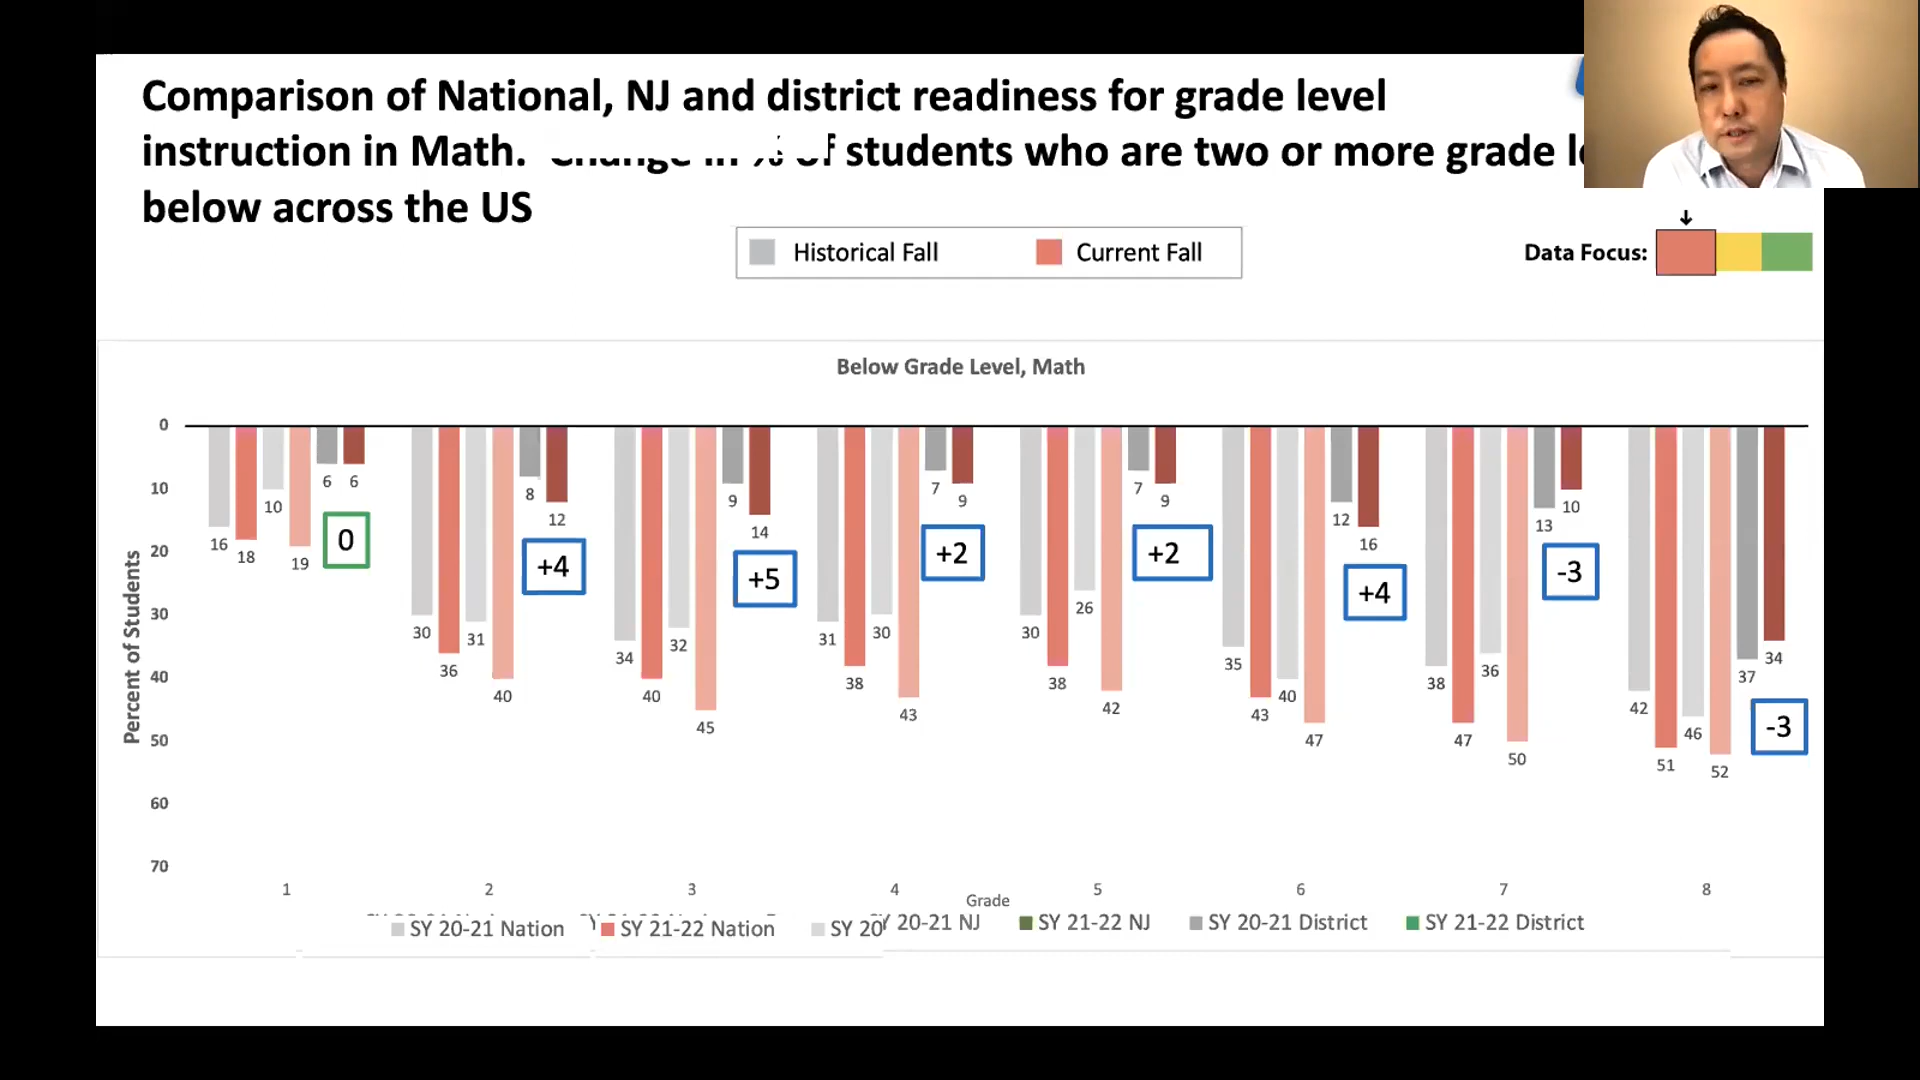 Comparison of National, NJ and district readiness for grade level
instruction in Math. Change in % of students who are two or more grade
below across the US
Historical Fall Current Fall
Data Focus:
Below Grade Level, Math
Percent of Students
0
10
20
30
40
50
60
70
16 18 10 19 6 6
0
30 36 31 40 8 12
+4
34 40 32 45 9 14
+5
31 38 30 43 7 9
+2
30 38 26 42 7 9
+2
35 43 40 47 12 16
+4
38 47 36 50 13 10
-3
42 51 46 52 37 34
-3
1 2 3 4 5 6 7 8
Grade
SY 20-21 Nation SY 21-22 Nation SY 20 20-21 NJ SY 21-22 NJ SY 20-21 District SY 21-22 District